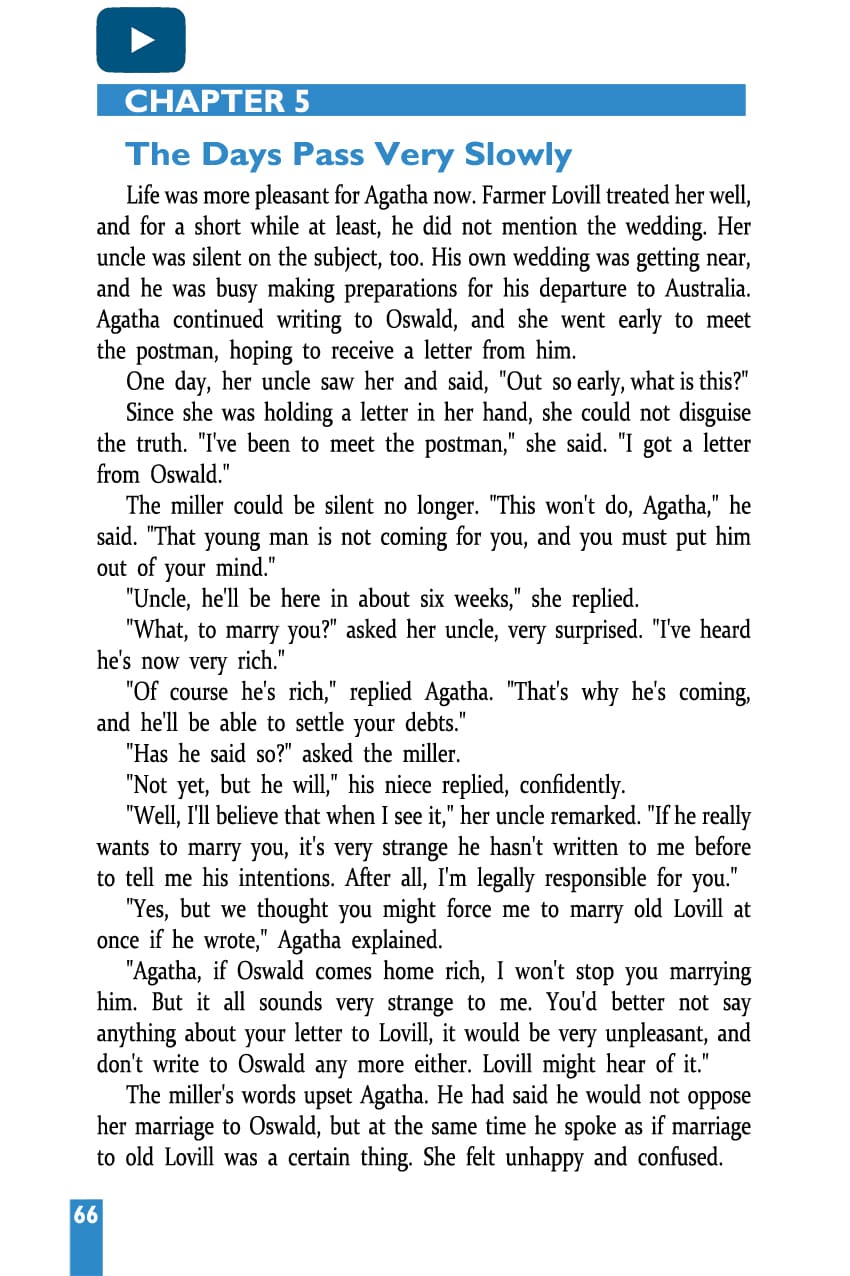 CHAPTER 5
The Days Pass Very Slowly
Life was more pleasant for Agatha now. Farmer Lovill treated her well,
and for a short while at least, he did not mention the wedding. Her
uncle was silent on the subject, too. His own wedding was getting near,
and he was busy making preparations for his departure to Australia.
Agatha continued writing to Oswald, and she went early to meet
the postman, hoping to receive a letter from him.
One day, her uncle saw her and said, "Out so early, what is this?"
Since she was holding a letter in her hand, she could not disguise
the truth. "I've been to meet the postman," she said. "I got a letter
from Oswald."
The miller could be silent no longer. "This won't do, Agatha," he
said. "That young man is not coming for you, and you must put him
out of your mind."
"Uncle, he'll be here in about six weeks," she replied.
"What, to marry you?" asked her uncle, very surprised. "I've heard
he's now very rich."
"Of course he's rich," replied Agatha. "That's why he's coming,
and he'll be able to settle your debts."
"Has he said so?" asked the miller.
"Not yet, but he will," his niece replied, confidently.
"Well, I'll believe that when I see it," her uncle remarked. "If he really
wants to marry you, it's very strange he hasn't written to me before
to tell me his intentions. After all, I'm legally responsible for you."
"Yes, but we thought you might force me to marry old Lovill at
once if he wrote," Agatha explained.
"Agatha, if Oswald comes home rich, I won't stop you marrying
him. But it all sounds very strange to me. You'd better not say
anything about your letter to Lovill, it would be very unpleasant, and
don't write to Oswald any more either. Lovill might hear of it."
The miller's words upset Agatha. He had said he would not oppose
her marriage to Oswald, but at the same time he spoke as if marriage
to old Lovill was a certain thing. She felt unhappy and confused.
66